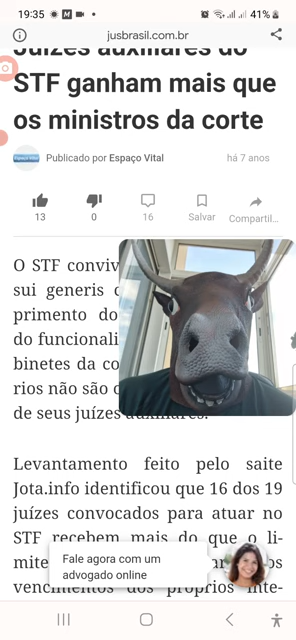 19:35
41%
jusbrasil.com.br
Juízes auxiliares do
STF ganham mais que
os ministros da corte
Publicado por Espaço Vital
há 7 anos
13
0
16
Salvar
Compartil...
O STF conviv
sui generis
primento do
do funcionali
binetes da co
rios não são
de seus juízes auxiliares.
Levantamento feito pelo saite
Jota.info identificou que 16 dos 19
juízes convocados para atuar no
STF recebem mais do que o li-
mite
os
Fale agora com um
advogado online
vencimentos dos próprios inte-